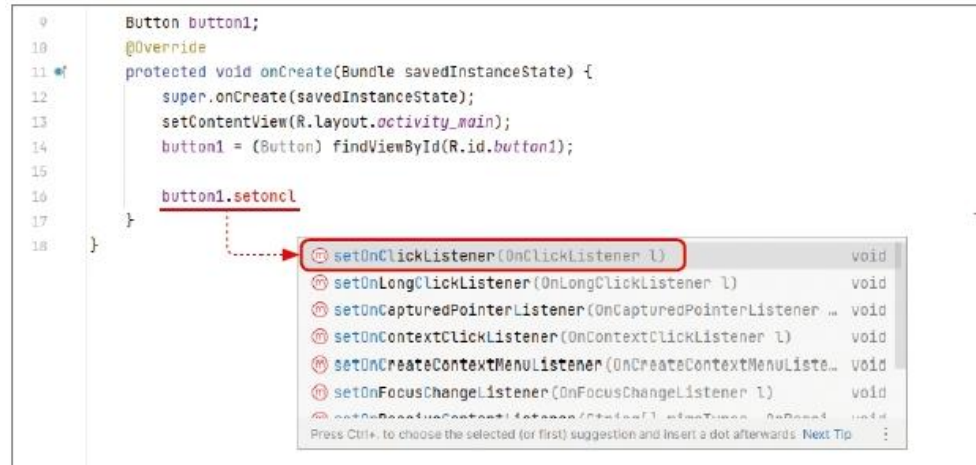 9 Button button1;
10 @Override
11 protected void onCreate(Bundle savedInstanceState) {
12 super.onCreate(savedInstanceState);
13 setContentView(R.layout.activity_main);
14 button1 = (Button) findViewById(R.id.button1);
15
16 button1.setoncl
17 }
18 }
setOnClickListener(OnClickListener l) void
setOnLongClickListener(OnLongClickListener l) void
setOnCapturedPointerListener(OnCapturedPointerListener … void
setOnContextClickListener(OnContextClickListener l) void
setOnCreateContextMenuListener(OnCreateContextMenuListe… void
setOnFocusChangeListener(OnFocusChangeListener l) void
Press Ctrl+. to choose the selected (or first) suggestion and insert a dot afterwards Next Tip